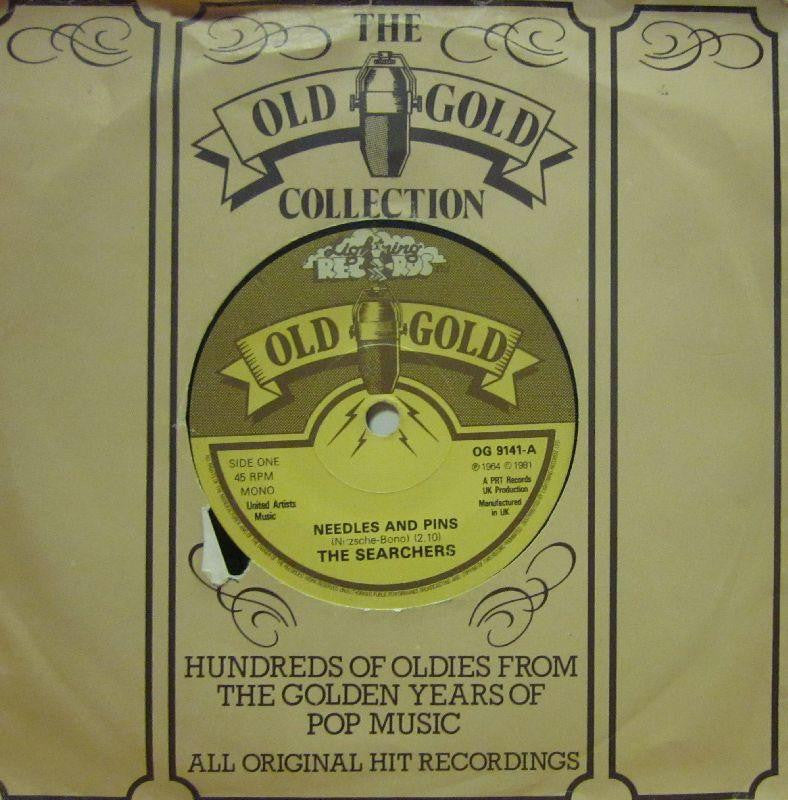 THE
OLD GOLD
COLLECTION
Lightning
RECORDS
OLD GOLD
SIDE ONE
45 RPM
MONO
United Artists
Music
OG 9141-A
℗ 1964 © 1981
A PRT Records
UK Production
Manufactured
in UK
NEEDLES AND PINS
(Nitzsche-Bono) (2.10)
THE SEARCHERS
HUNDREDS OF OLDIES FROM
THE GOLDEN YEARS OF
POP MUSIC
ALL ORIGINAL HIT RECORDINGS